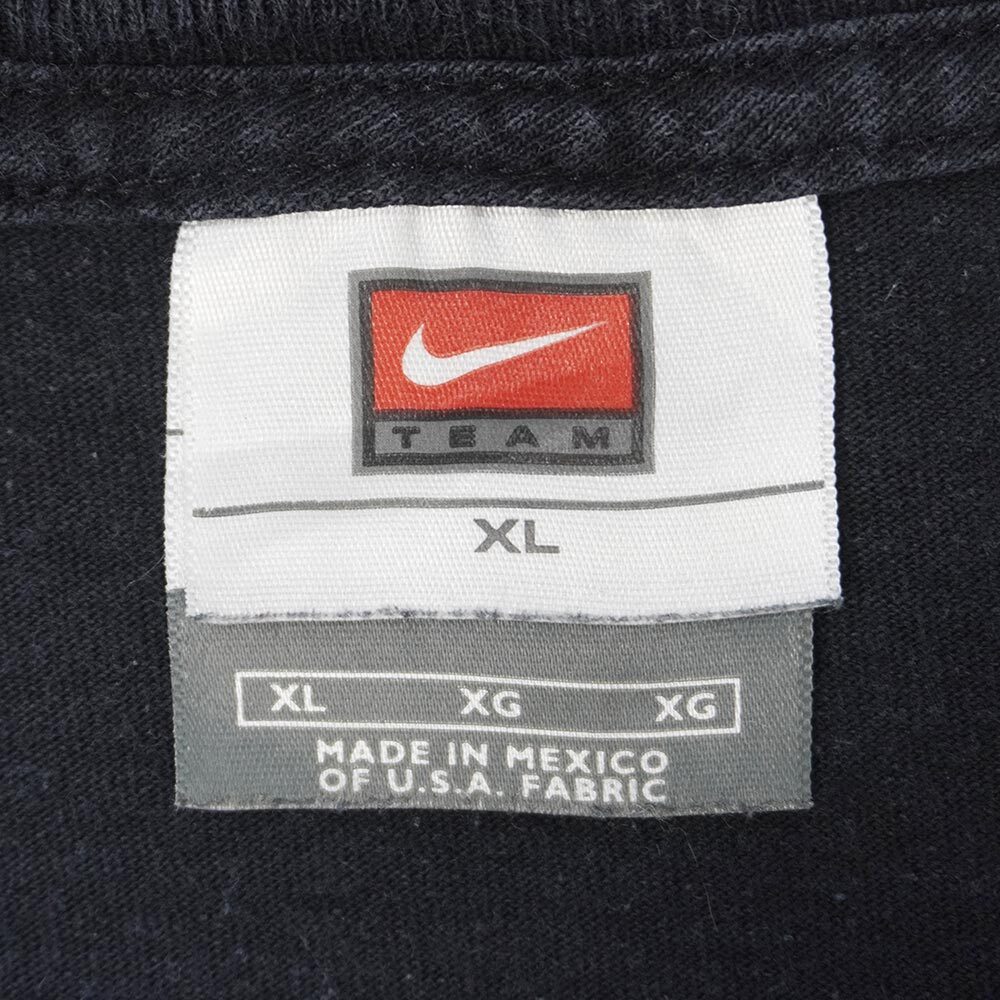 TEAM
XL
XL XG XG
MADE IN MEXICO
OF U.S.A. FABRIC